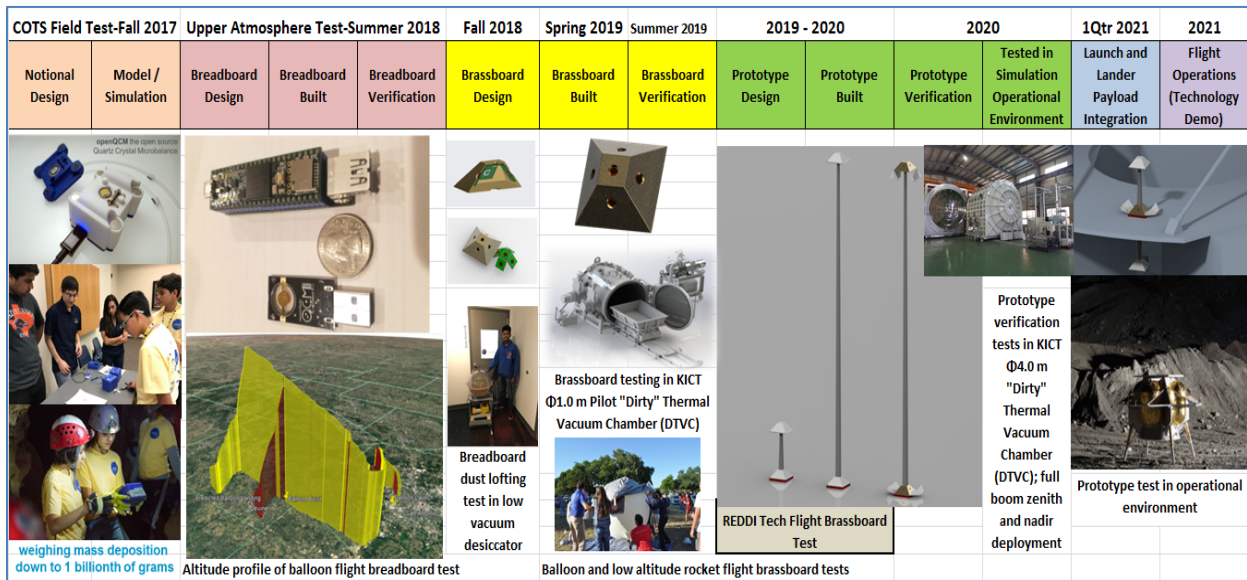 COTS Field Test-Fall 2017
Upper Atmosphere Test-Summer 2018
Fall 2018
Spring 2019
Summer 2019
2019 - 2020
2020
1Qtr 2021
2021
Notional
Design
Model /
Simulation
Breadboard
Design
Breadboard
Built
Breadboard
Verification
Brassboard
Design
Brassboard
Built
Brassboard
Verification
Prototype
Design
Prototype
Built
Prototype
Verification
Tested in
Simulation
Operational
Environment
Launch and
Lander
Payload
Integration
Flight
Operations
(Technology
Demo)
openQCM the open source
Quartz Crystal Microbalance
weighing mass deposition
down to 1 billionth of grams
Altitude profile of balloon flight breadboard test
Breadboard
dust lofting
test in low
vacuum
desiccator
Brassboard testing in KICT
Φ1.0 m Pilot "Dirty" Thermal
Vacuum Chamber (DTVC)
Balloon and low altitude rocket flight brassboard tests
REDDI Tech Flight Brassboard
Test
Prototype
verification
tests in KICT
Φ4.0 m
"Dirty"
Thermal
Vacuum
Chamber
(DTVC); full
boom zenith
and nadir
deployment
Prototype test in operational
environment